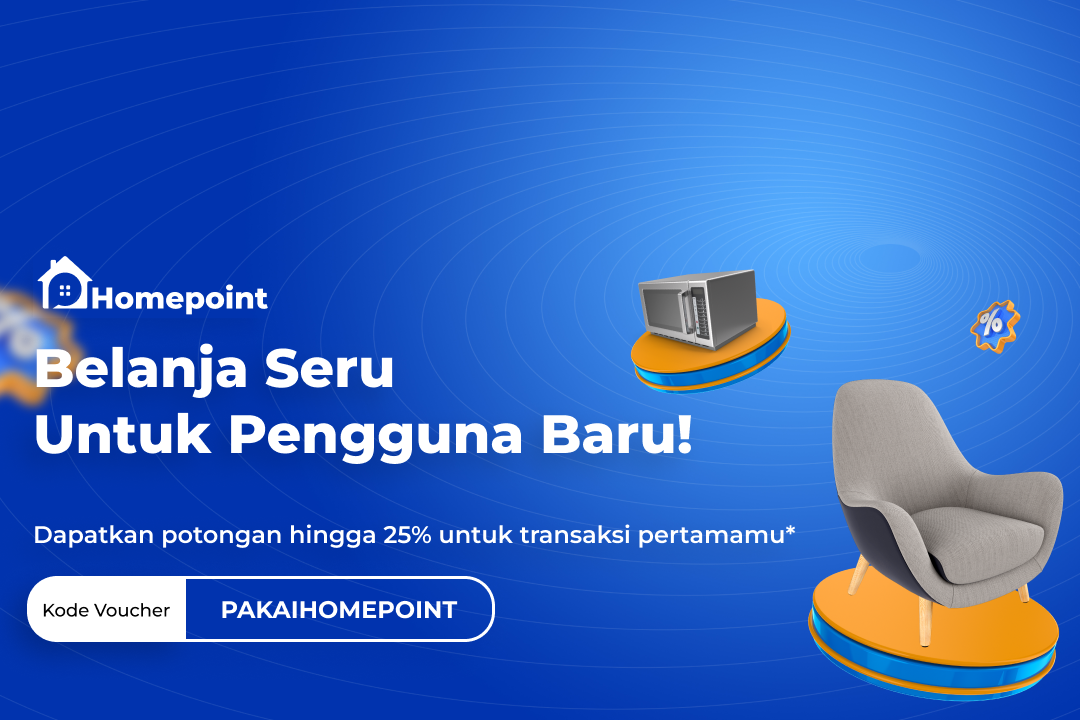 Homepoint
Belanja Seru
Untuk Pengguna Baru!
Dapatkan potongan hingga 25% untuk transaksi pertamamu*
Kode Voucher PAKAIHOMEPOINT
%
%